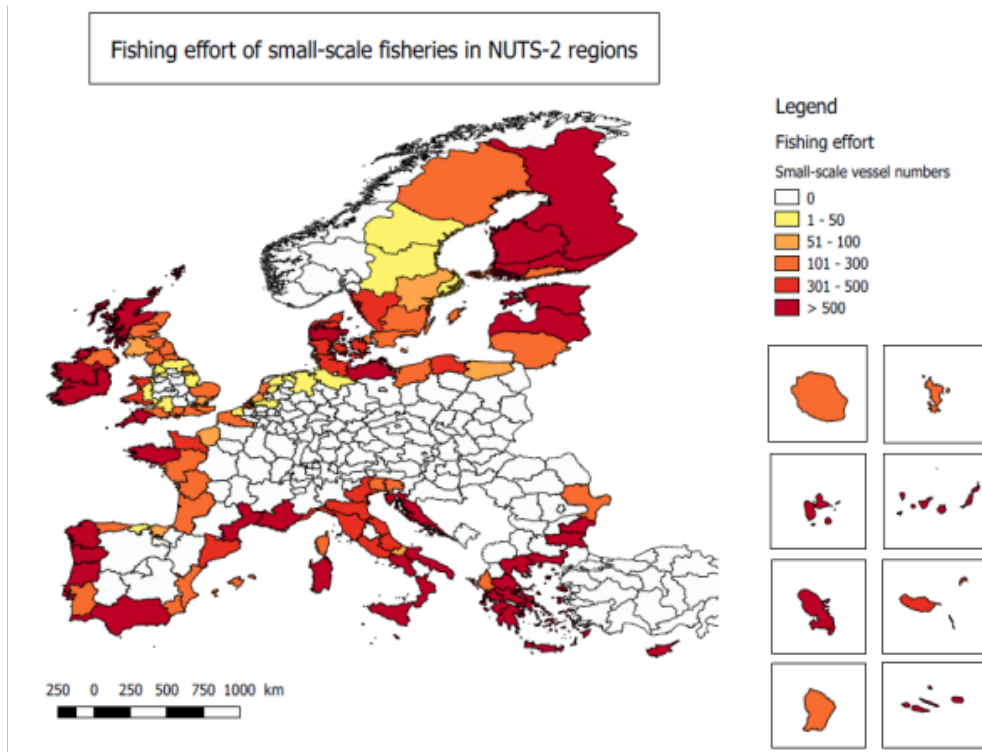 Fishing effort of small-scale fisheries in NUTS-2 regions
Legend
Fishing effort
Small-scale vessel numbers
0
1 - 50
51 - 100
101 - 300
301 - 500
> 500
250 0 250 500 750 1000 km